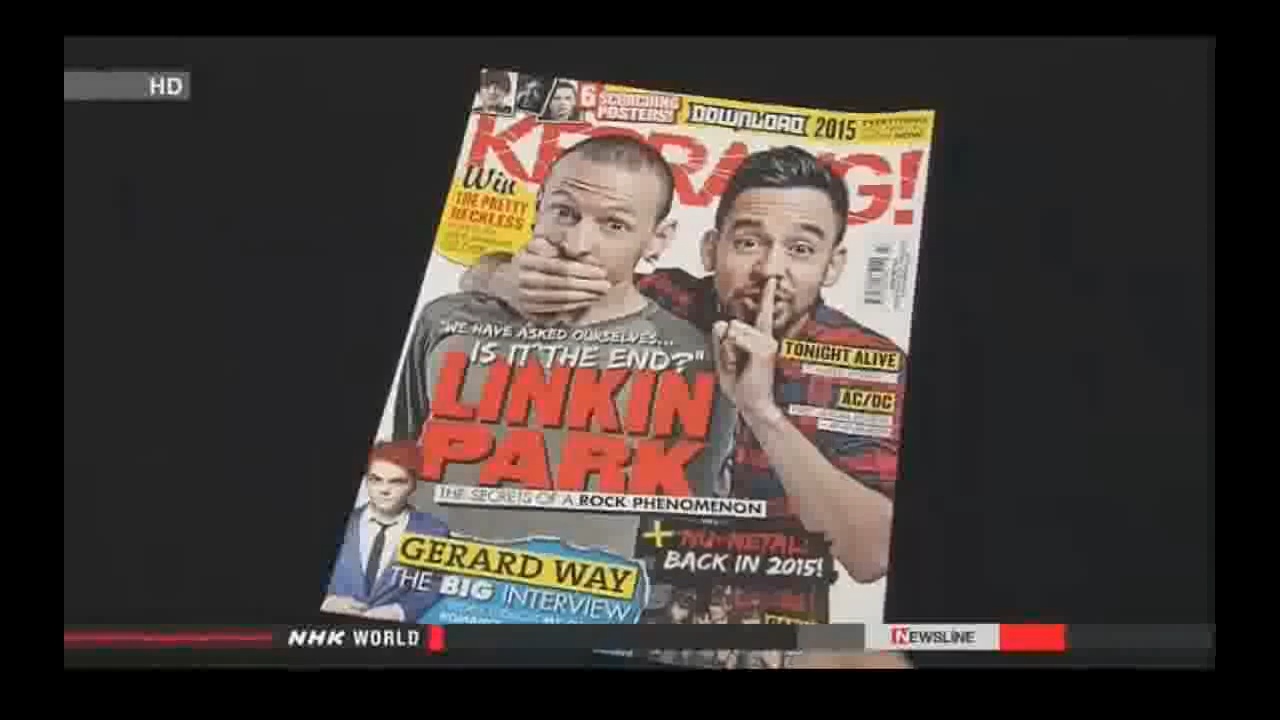 HD
6 SCORCHING
POSTERS!
DOWNLOAD 2015
KERRANG!
Win
THE PRETTY
RECKLESS
"WE HAVE ASKED OURSELVES...
IS IT THE END?"
LINKIN
PARK
THE SECRETS OF A ROCK PHENOMENON
TONIGHT ALIVE
AC/DC
GERARD WAY
THE BIG INTERVIEW
+ NU-METAL
BACK IN 2015!
NHK WORLD
NEWSLINE